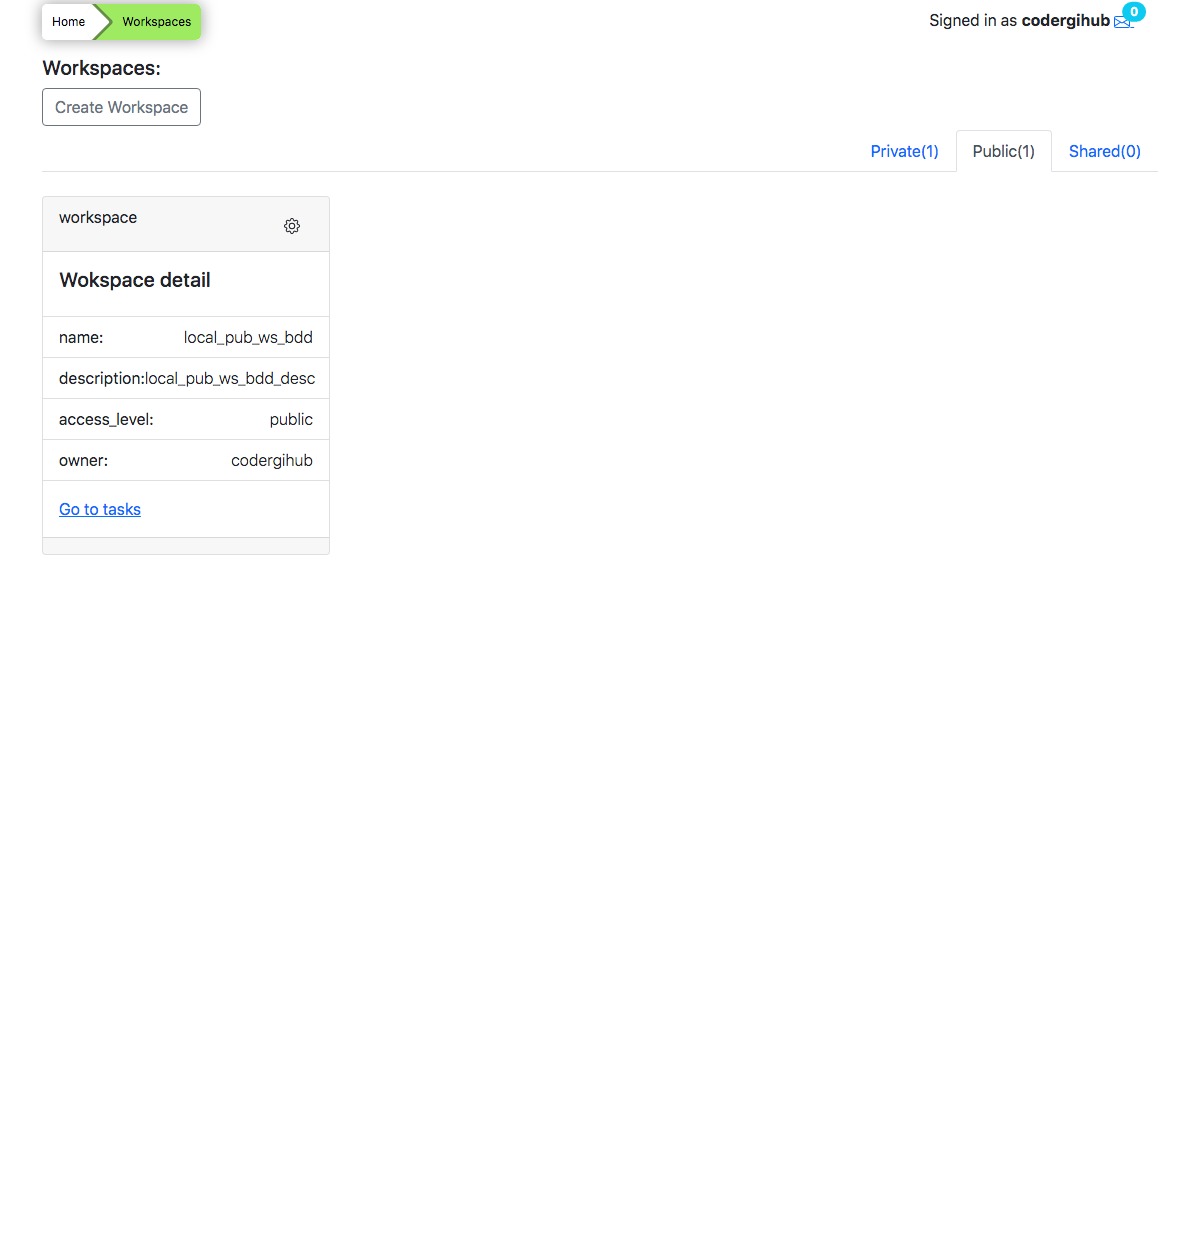 Home Workspaces
Signed in as codergihub 0
Workspaces:
Create Workspace
Private(1) Public(1) Shared(0)
workspace
Wokspace detail
name: local_pub_ws_bdd
description:local_pub_ws_bdd_desc
access_level: public
owner: codergihub
Go to tasks